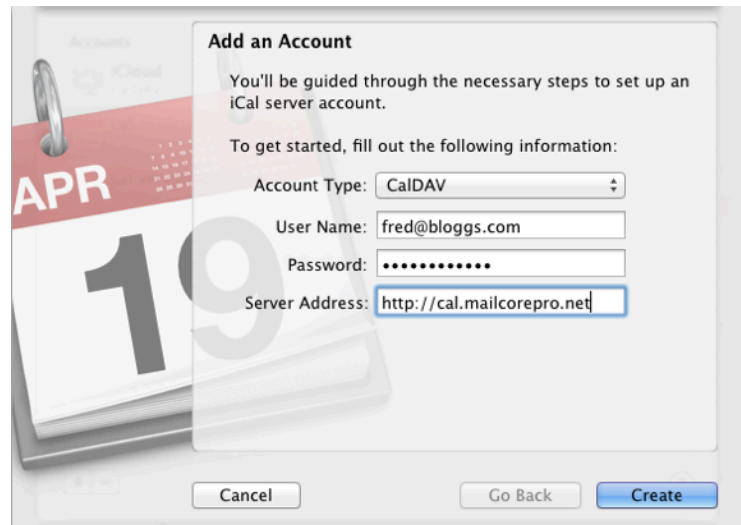 Accounts
iCloud
Add an Account
You'll be guided through the necessary steps to set up an
iCal server account.
To get started, fill out the following information:
Account Type: CalDAV
User Name: fred@bloggs.com
Password: ••••••••••••
Server Address: http://cal.mailcorepro.net
APR
19
Cancel
Go Back
Create